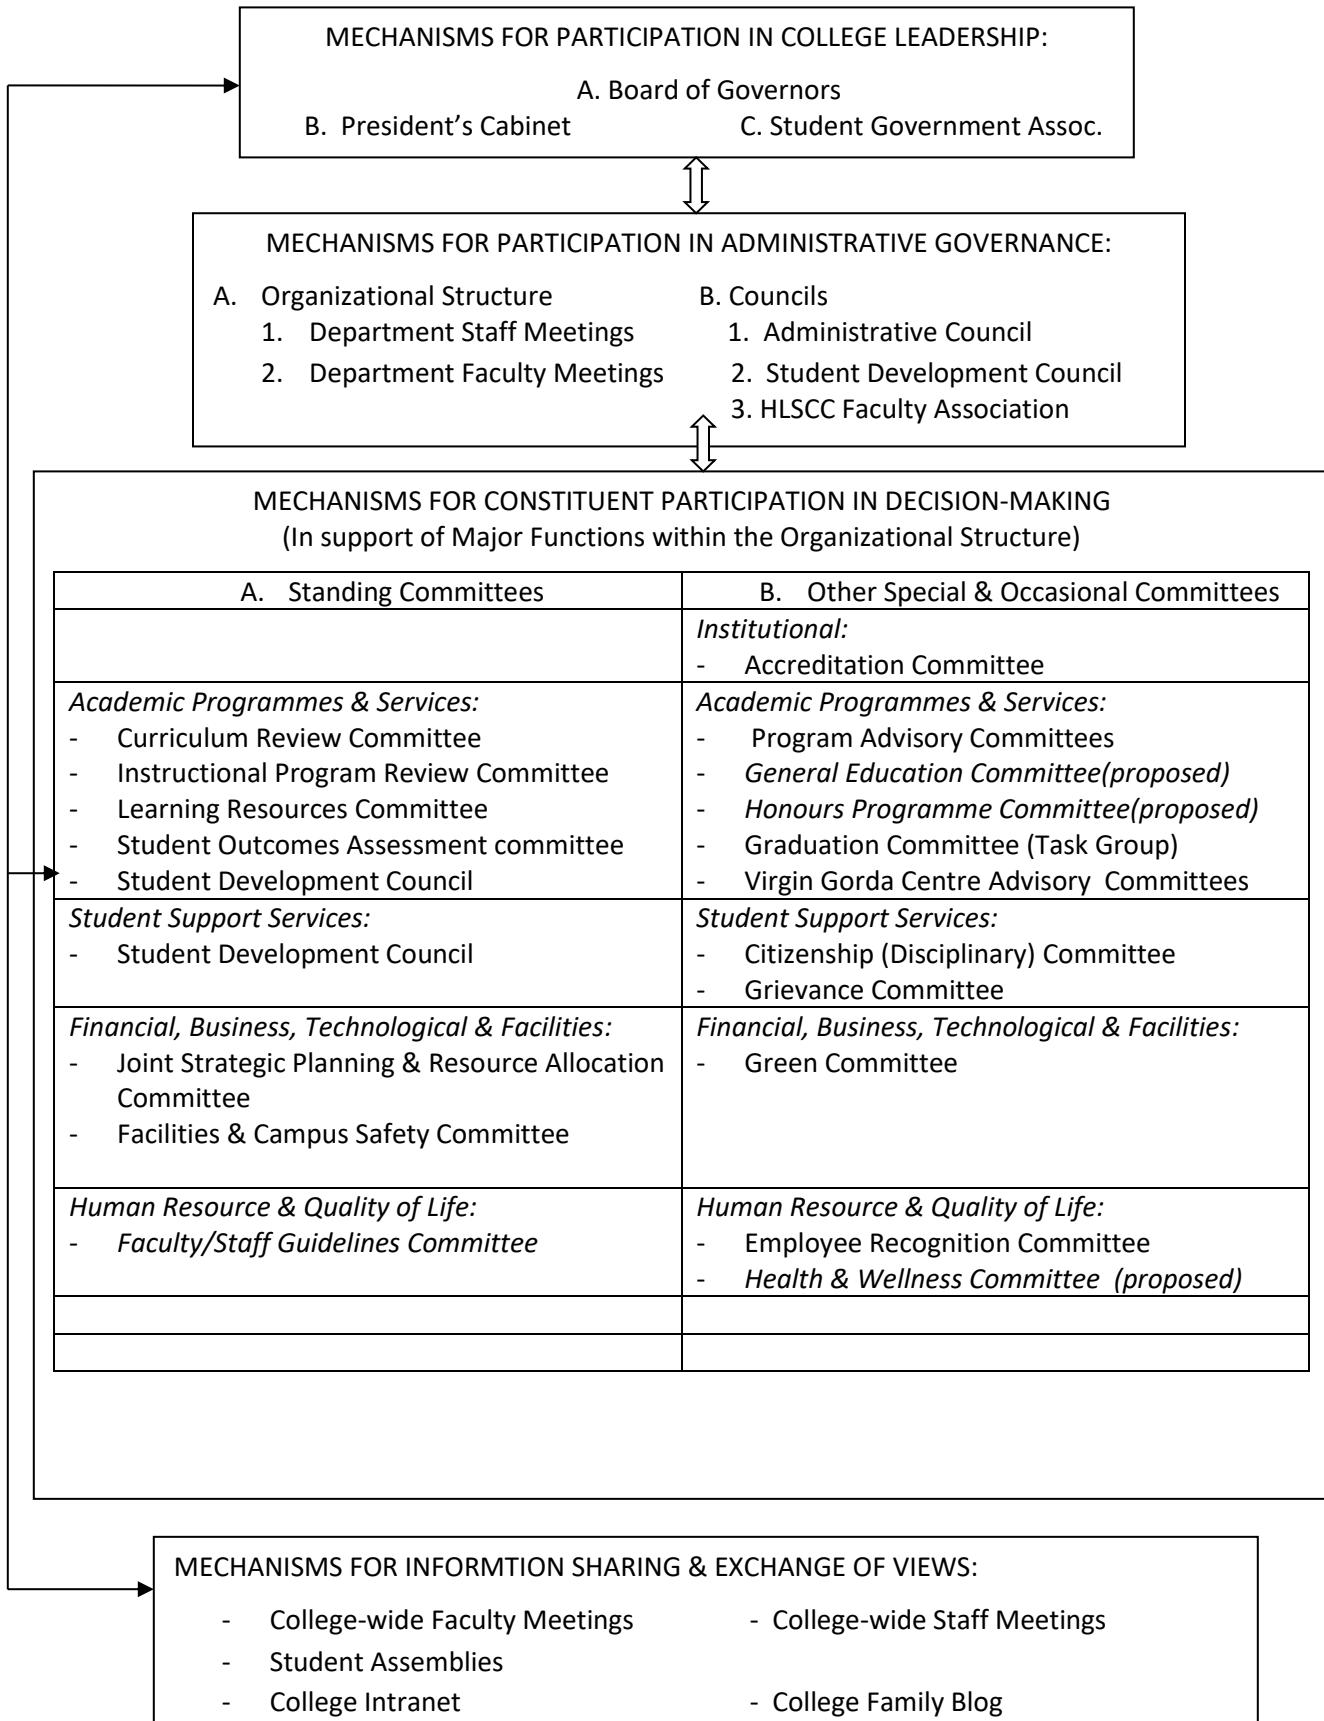 MECHANISMS FOR PARTICIPATION IN COLLEGE LEADERSHIP:
A. Board of Governors
B. President’s Cabinet C. Student Government Assoc.
MECHANISMS FOR PARTICIPATION IN ADMINISTRATIVE GOVERNANCE:
A. Organizational Structure B. Councils
1. Department Staff Meetings 1. Administrative Council
2. Department Faculty Meetings 2. Student Development Council
3. HLSCC Faculty Association
MECHANISMS FOR CONSTITUENT PARTICIPATION IN DECISION-MAKING
(In support of Major Functions within the Organizational Structure)
A. Standing Committees B. Other Special & Occasional Committees
Institutional:
- Accreditation Committee
Academic Programmes & Services:
- Curriculum Review Committee
- Instructional Program Review Committee
- Learning Resources Committee
- Student Outcomes Assessment committee
- Student Development Council
Academic Programmes & Services:
- Program Advisory Committees
- General Education Committee(proposed)
- Honours Programme Committee(proposed)
- Graduation Committee (Task Group)
- Virgin Gorda Centre Advisory Committees
Student Support Services:
- Student Development Council
Student Support Services:
- Citizenship (Disciplinary) Committee
- Grievance Committee
Financial, Business, Technological & Facilities:
- Joint Strategic Planning & Resource Allocation
Committee
- Facilities & Campus Safety Committee
Financial, Business, Technological & Facilities:
- Green Committee
Human Resource & Quality of Life:
- Faculty/Staff Guidelines Committee
Human Resource & Quality of Life:
- Employee Recognition Committee
- Health & Wellness Committee (proposed)
MECHANISMS FOR INFORMTION SHARING & EXCHANGE OF VIEWS:
- College-wide Faculty Meetings - College-wide Staff Meetings
- Student Assemblies
- College Intranet - College Family Blog